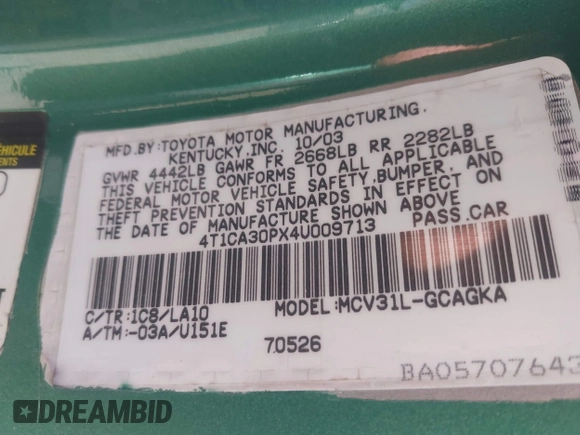 ÉHICULE
ENTS
MFD.BY:TOYOTA MOTOR MANUFACTURING.
KENTUCKY,INC. 10/03
GVWR 4442LB GAWR FR 2668LB RR 2282LB
THIS VEHICLE CONFORMS TO ALL APPLICABLE
FEDERAL MOTOR VEHICLE SAFETY,BUMPER, AND
THEFT PREVENTION STANDARDS IN EFFECT ON
THE DATE OF MANUFACTURE SHOWN ABOVE
4T1CA30PX4U009713 PASS.CAR
C/TR:1C8/LA10 MODEL:MCV31L-GCAGKA
A/TM:-03A/U151E
70526
BA05707643
DREAMBID